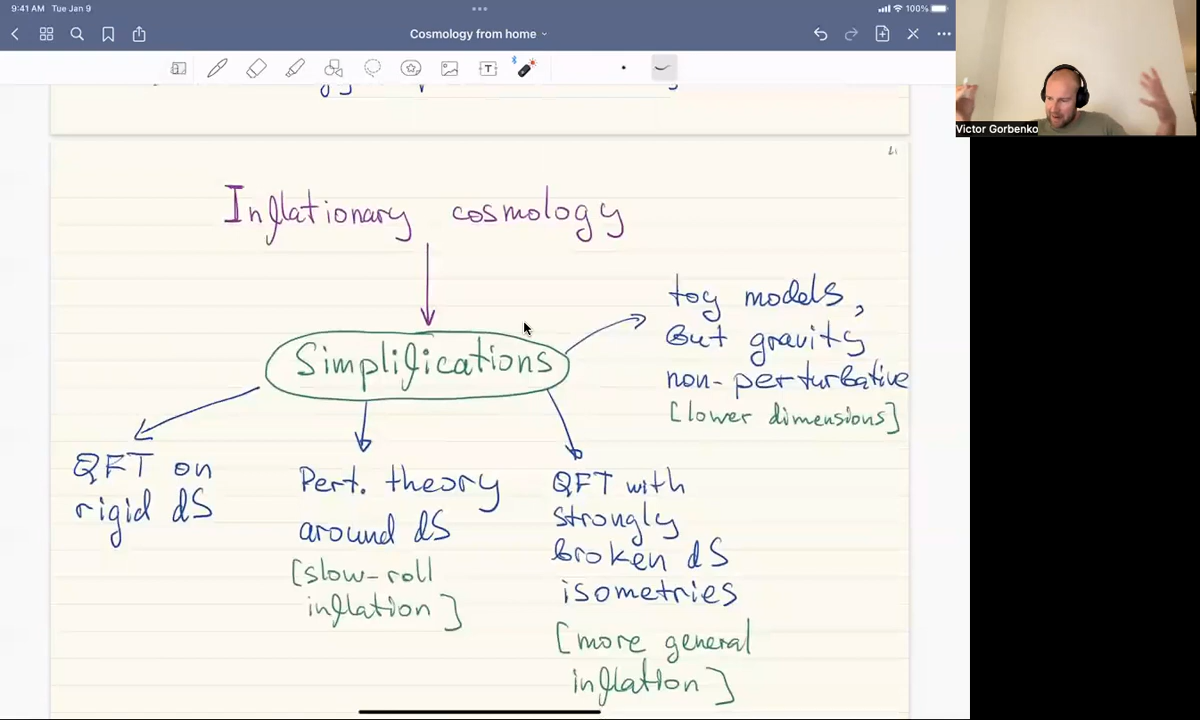 9:41 AM Tue Jan 9
100%
Cosmology from home
Victor Gorbenko
Inflationary cosmology
Simplifications
toy models,
But gravity
non-perturbative
[lower dimensions]
QFT on
rigid dS
Pert. theory
around dS
[slow-roll
inflation]
QFT with
strongly
broken dS
isometries
[more general
inflation]